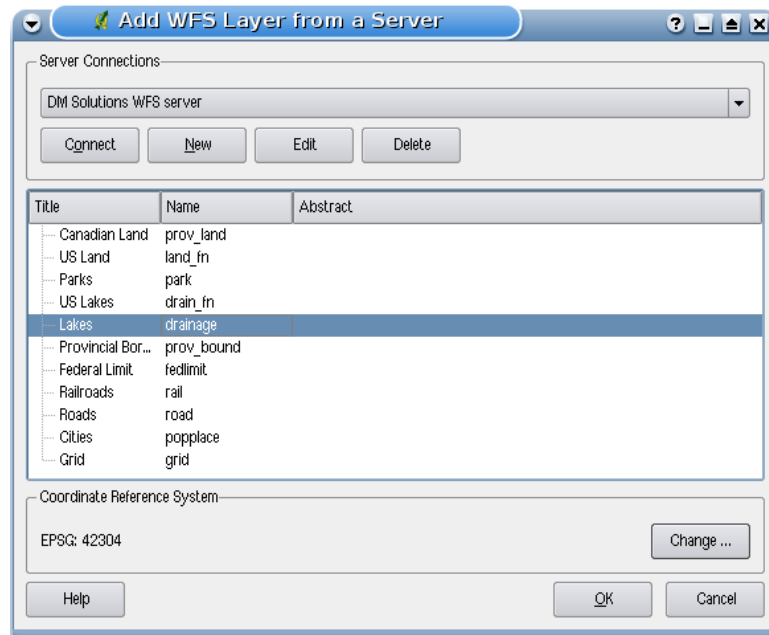 Add WFS Layer from a Server
?
Server Connections
DM Solutions WFS server
Connect New Edit Delete
Title Name Abstract
Canadian Land prov_land
US Land land_fn
Parks park
US Lakes drain_fn
Lakes drainage
Provincial Bor... prov_bound
Federal Limit fedlimit
Railroads rail
Roads road
Cities popplace
Grid grid
Coordinate Reference System
EPSG: 42304
Change ...
Help OK Cancel